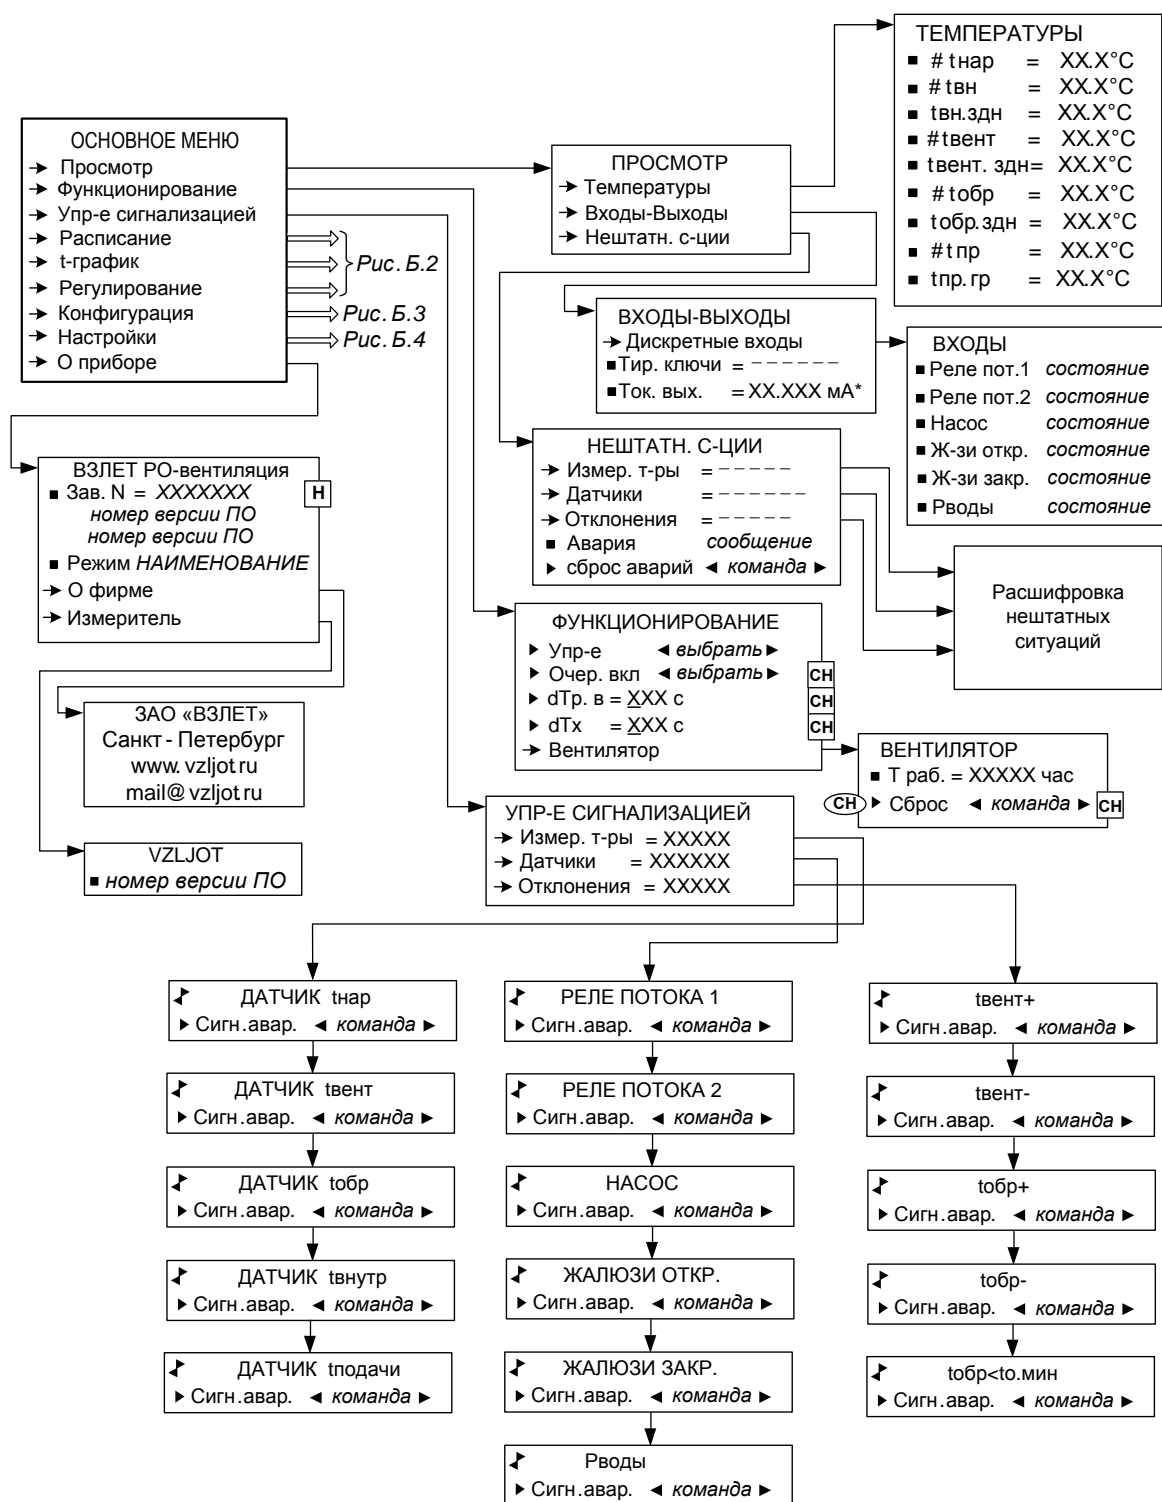 ОСНОВНОЕ МЕНЮ
Просмотр
Функционирование
Упр-е сигнализацией
Расписание
t-график
Регулирование
Конфигурация
Настройки
О приборе
Рис. Б.2
Рис. Б.3
Рис. Б.4
ПРОСМОТР
Температуры
Входы-Выходы
Нештатн. с-ции
ТЕМПЕРАТУРЫ
# tнар = XX.X°C
# tвн = XX.X°C
tвн.здн = XX.X°C
#tвент = XX.X°C
tвент. здн= XX.X°C
# tобр = XX.X°C
tобр.здн = XX.X°C
#tпр = XX.X°C
tпр.гр = XX.X°C
ВХОДЫ-ВЫХОДЫ
Дискретные входы
Тир. ключи = – – – – – –
Ток. вых. = XX.XXX мА*
ВХОДЫ
Реле пот.1 состояние
Реле пот.2 состояние
Насос состояние
Ж-зи откр. состояние
Ж-зи закр. состояние
Рводы состояние
НЕШТАТН. С-ЦИИ
Измер. т-ры = – – – – –
Датчики = – – – – – –
Отклонения = – – – – –
Авария сообщение
сброс аварий ◄ команда ►
Расшифровка
нештатных
ситуаций
ВЗЛЕТ РО-вентиляция
Зав. N = XXXXXXX
Н
номер версии ПО
номер версии ПО
Режим НАИМЕНОВАНИЕ
О фирме
Измеритель
ФУНКЦИОНИРОВАНИЕ
Упр-е ◄ выбрать ►
Очер. вкл ◄ выбрать ► СН
dТр. в = XXX с СН
dТх = XXX с СН
Вентилятор
ВЕНТИЛЯТОР
Т раб. = XXXXX час
СН Сброс ◄ команда ► СН
ЗАО «ВЗЛЕТ»
Санкт - Петербург
www.vzljot.ru
mail@vzljot.ru
VZLJOT
номер версии ПО
УПР-Е СИГНАЛИЗАЦИЕЙ
Измер. т-ры = XXXXX
Датчики = XXXXXX
Отклонения = XXXXX
ДАТЧИК tнар
Сигн.авар. ◄ команда ►
ДАТЧИК tвент
Сигн.авар. ◄ команда ►
ДАТЧИК tобр
Сигн.авар. ◄ команда ►
ДАТЧИК tвнутр
Сигн.авар. ◄ команда ►
ДАТЧИК tподачи
Сигн.авар. ◄ команда ►
РЕЛЕ ПОТОКА 1
Сигн.авар. ◄ команда ►
РЕЛЕ ПОТОКА 2
Сигн.авар. ◄ команда ►
НАСОС
Сигн.авар. ◄ команда ►
ЖАЛЮЗИ ОТКР.
Сигн.авар. ◄ команда ►
ЖАЛЮЗИ ЗАКР.
Сигн.авар. ◄ команда ►
Рводы
Сигн.авар. ◄ команда ►
tвент+
Сигн.авар. ◄ команда ►
tвент-
Сигн.авар. ◄ команда ►
tобр+
Сигн.авар. ◄ команда ►
tобр-
Сигн.авар. ◄ команда ►
tобр<tо.мин
Сигн.авар. ◄ команда ►